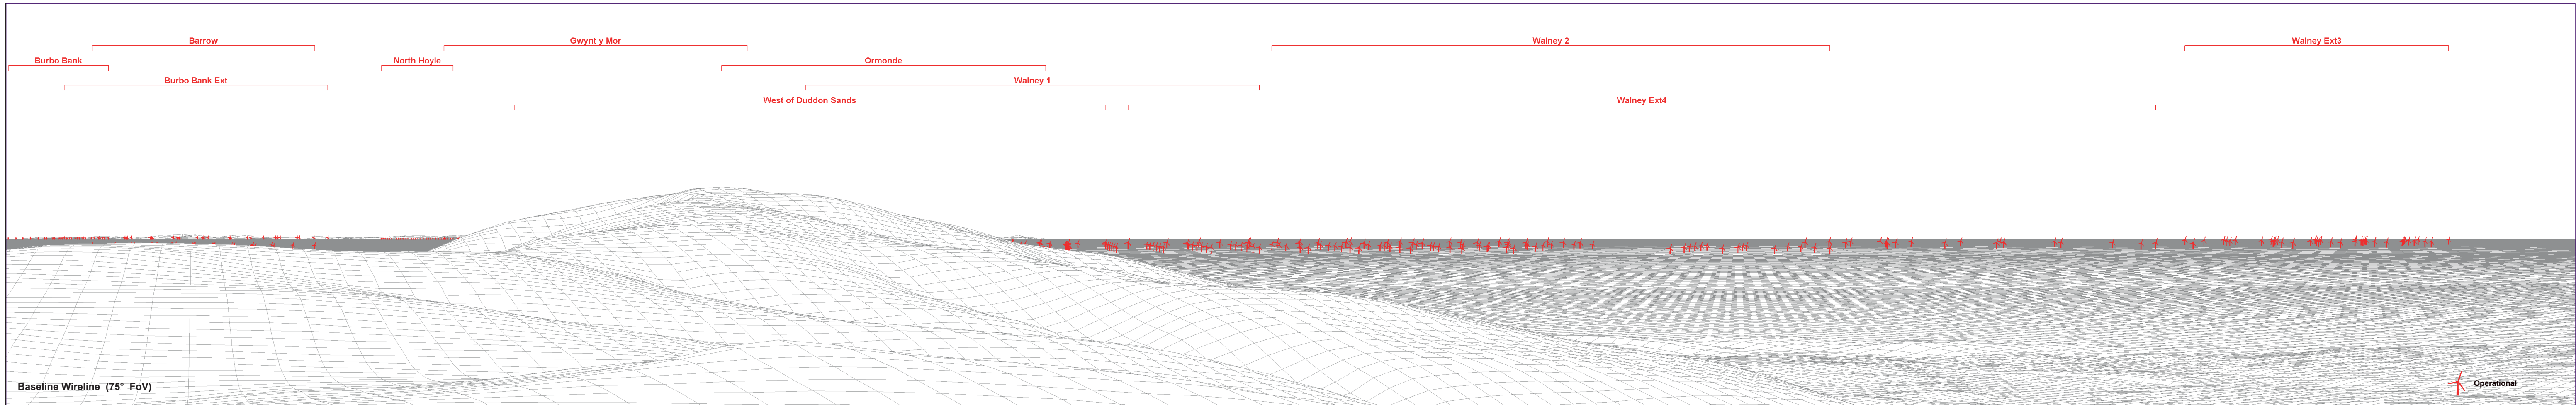 Barrow
Gwynt y Mor
Walney 2
Walney Ext3
Burbo Bank
North Hoyle
Ormonde
Burbo Bank Ext
Walney 1
West of Duddon Sands
Walney Ext4
Baseline Wireline (75° FoV)
Operational